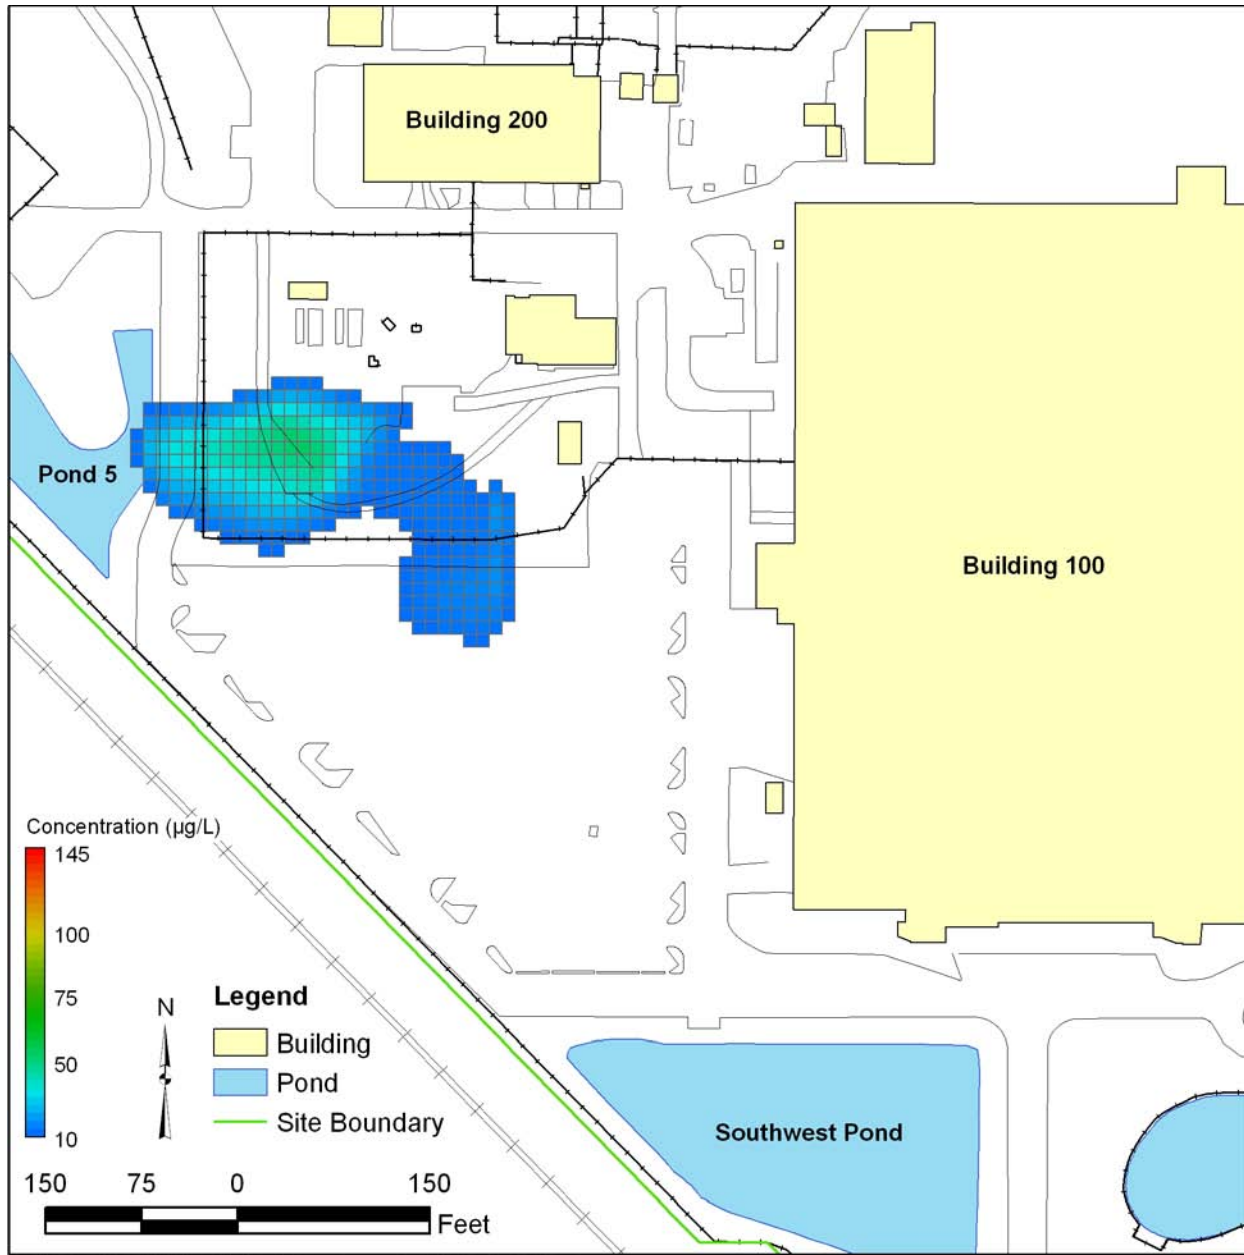 Building 200
Pond 5
Building 100
Concentration (µg/L)
145
100
75
50
10
N
Legend
Building
Pond
Site Boundary
Southwest Pond
150 75 0 150
Feet